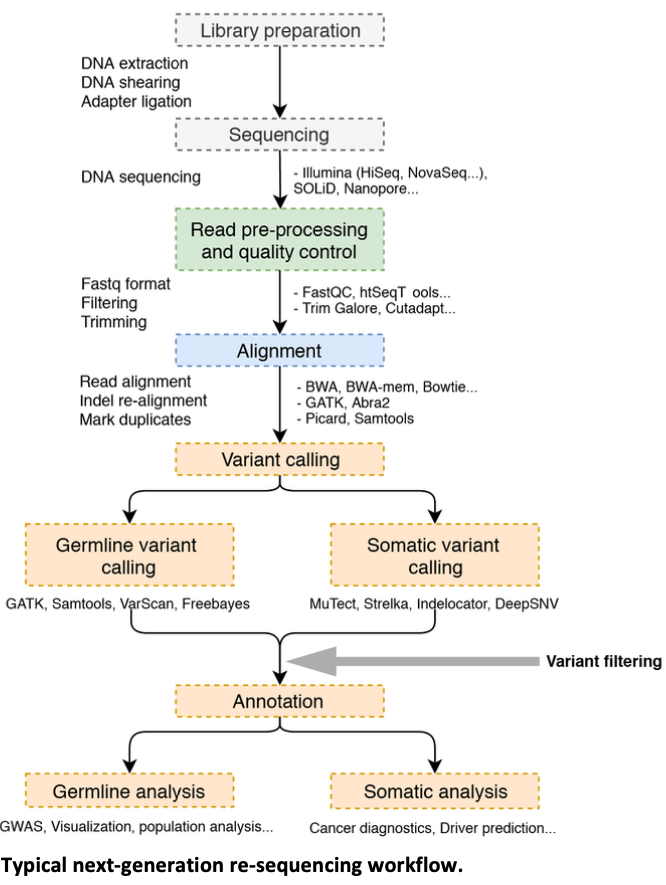 Library preparation
DNA extraction
DNA shearing
Adapter ligation
Sequencing
DNA sequencing
- Illumina (HiSeq, NovaSeq...),
SOLiD, Nanopore...
Read pre-processing
and quality control
Fastq format
Filtering
Trimming
- FastQC, htSeqT ools...
- Trim Galore, Cutadapt...
Alignment
Read alignment
Indel re-alignment
Mark duplicates
- BWA, BWA-mem, Bowtie...
- GATK, Abra2
- Picard, Samtools
Variant calling
Germline variant
calling
Somatic variant
calling
GATK, Samtools, VarScan, Freebayes
MuTect, Strelka, Indelocator, DeepSNV
Variant filtering
Annotation
Germline analysis
Somatic analysis
GWAS, Visualization, population analysis...
Cancer diagnostics, Driver prediction...
Typical next-generation re-sequencing workflow.